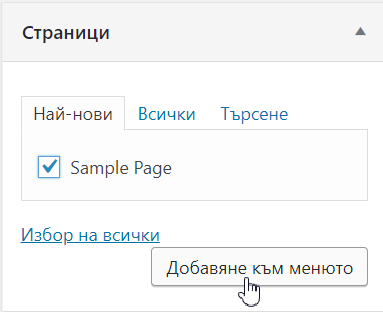 Страници
Най-нови Всички Търсене
Sample Page
Избор на всички
Добавяне към менюто